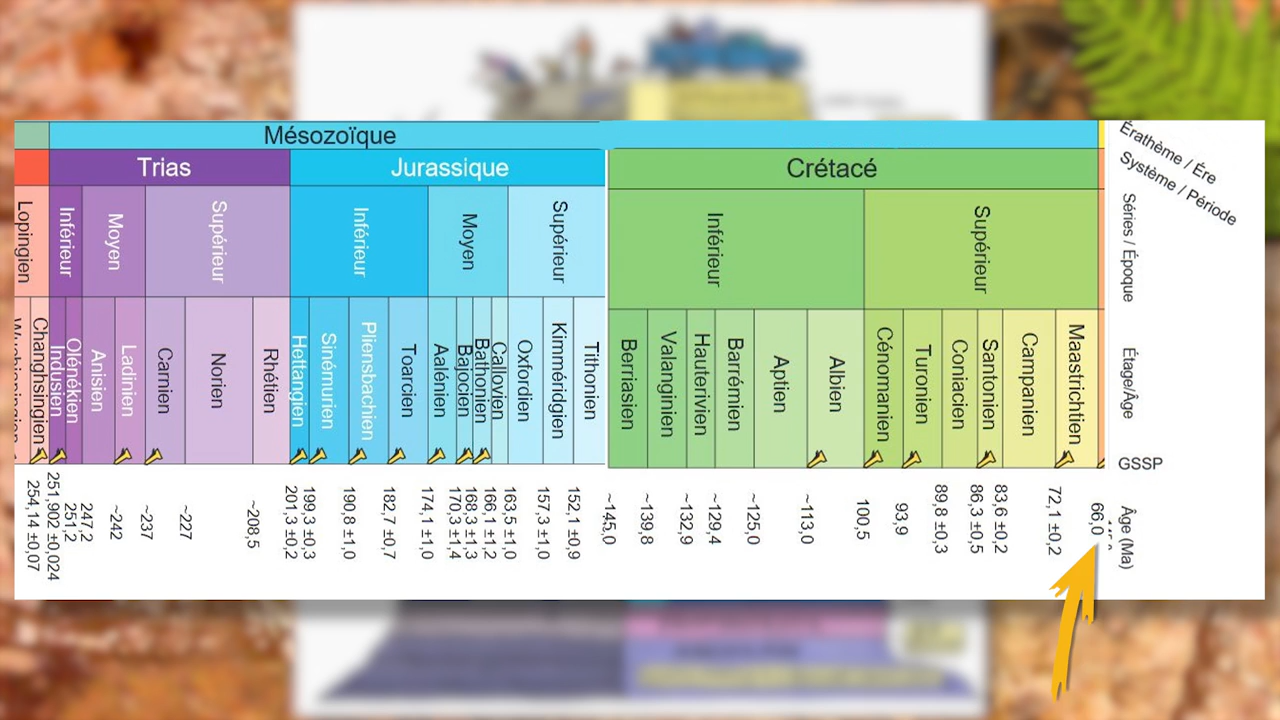 Mésozoïque
Érathème / Ère
Trias
Jurassique
Crétacé
Système / Période
Lopingien
Inférieur
Moyen
Supérieur
Inférieur
Moyen
Supérieur
Inférieur
Supérieur
Séries / Époque
Changhsingien
Indusien
Olénékien
Anisien
Ladinien
Carnien
Norien
Rhétien
Hettangien
Sinémurien
Pliensbachien
Toarcien
Aalénien
Bajocien
Bathonien
Callovien
Oxfordien
Kimméridgien
Tithonien
Berriasien
Valanginien
Hauterivien
Barrémien
Aptien
Albien
Cénomanien
Turonien
Coniacien
Santonien
Campanien
Maastrichtien
Étage/Âge
GSSP
254,14 ±0,07
251,902 ±0,024
251,2
247,2
~242
~237
~227
~208,5
201,3 ±0,2
199,3 ±0,3
190,8 ±1,0
182,7 ±0,7
174,1 ±1,0
170,3 ±1,4
168,3 ±1,3
166,1 ±1,2
163,5 ±1,0
157,3 ±1,0
152,1 ±0,9
~145,0
~139,8
~132,9
~129,4
~125,0
~113,0
100,5
93,9
89,8 ±0,3
86,3 ±0,5
83,6 ±0,2
72,1 ±0,2
66,0
Âge (Ma)